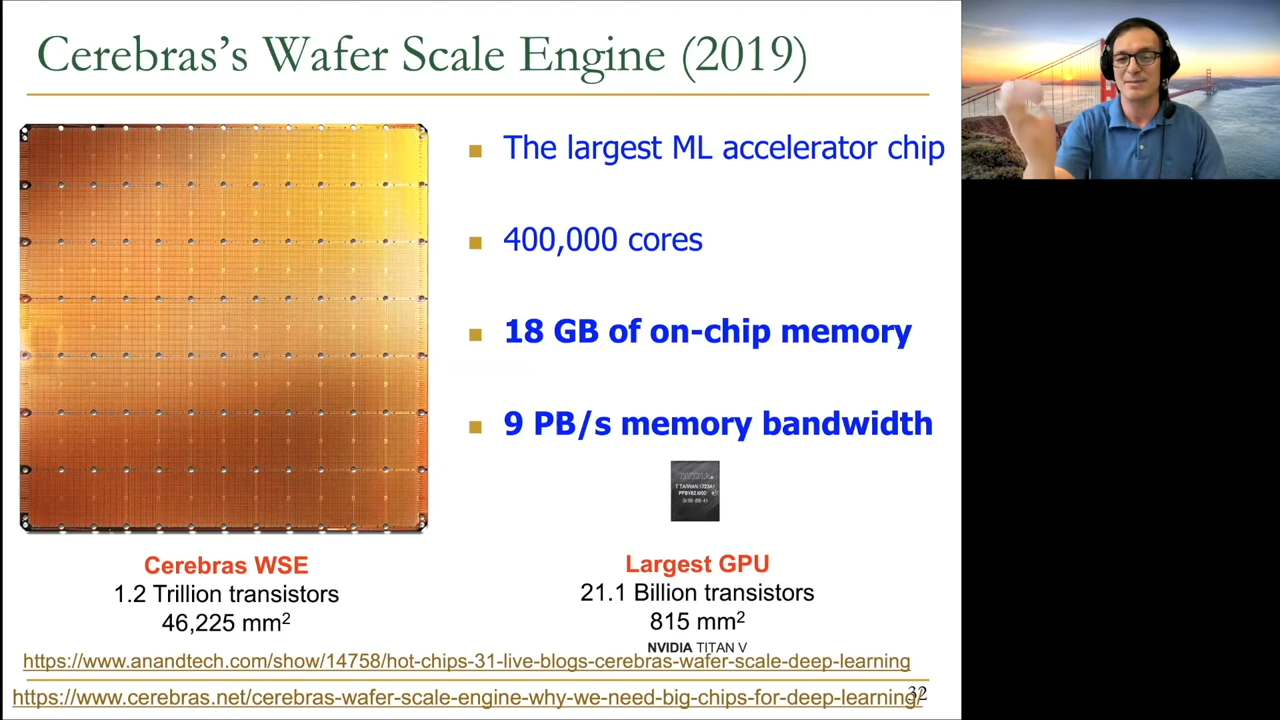 Cerebras's Wafer Scale Engine (2019)
The largest ML accelerator chip
400,000 cores
18 GB of on-chip memory
9 PB/s memory bandwidth
NVIDIA
Cerebras WSE
1.2 Trillion transistors
46,225 mm²
Largest GPU
21.1 Billion transistors
815 mm²
NVIDIA TITAN V
https://www.anandtech.com/show/14758/hot-chips-31-live-blogs-cerebras-wafer-scale-deep-learning
https://www.cerebras.net/cerebras-wafer-scale-engine-why-we-need-big-chips-for-deep-learning/
32